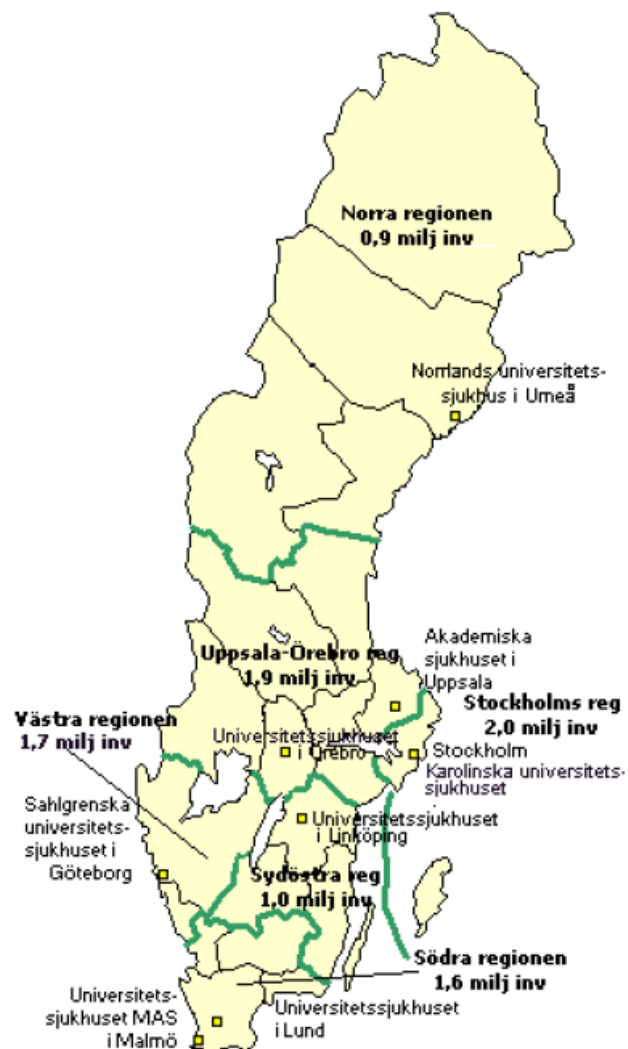 Norra regionen
0,9 milj inv
Norrlands universitets-
sjukhus i Umeå
Akademiska
sjukhuset i
Uppsala
Uppsala-Örebro reg
1,9 milj inv
Stockholms reg
2,0 milj inv
Västra regionen
1,7 milj inv
Universitetssjukhuset
i Örebro
Stockholm
Karolinska universitets-
sjukhuset
Sahlgrenska
universitets-
sjukhuset i
Göteborg
Universitetssjukhuset
i Linköping
Sydöstra reg
1,0 milj inv
Södra regionen
1,6 milj inv
Universitets-
sjukhuset MAS
i Malmö
Universitetssjukhuset
i Lund